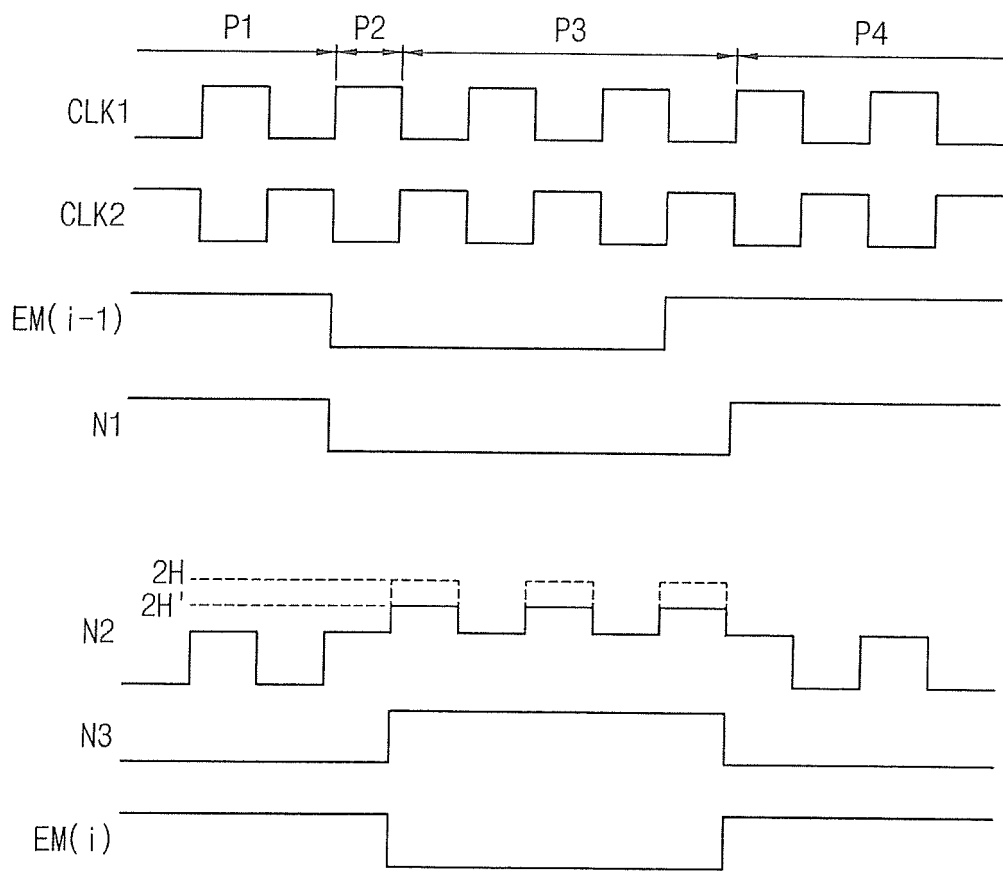 P1 P2 P3 P4
CLK1
CLK2
EM(i-1)
N1
2H
2H'
N2
N3
EM(i)